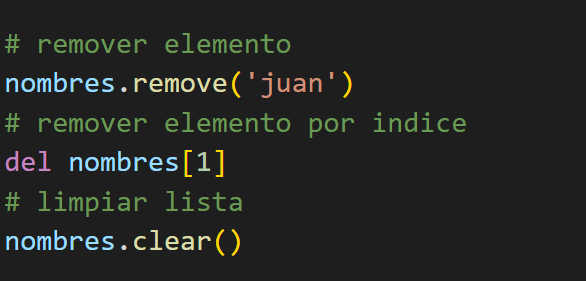 # remover elemento
nombres.remove('juan')
# remover elemento por indice
del nombres[1]
# limpiar lista
nombres.clear()